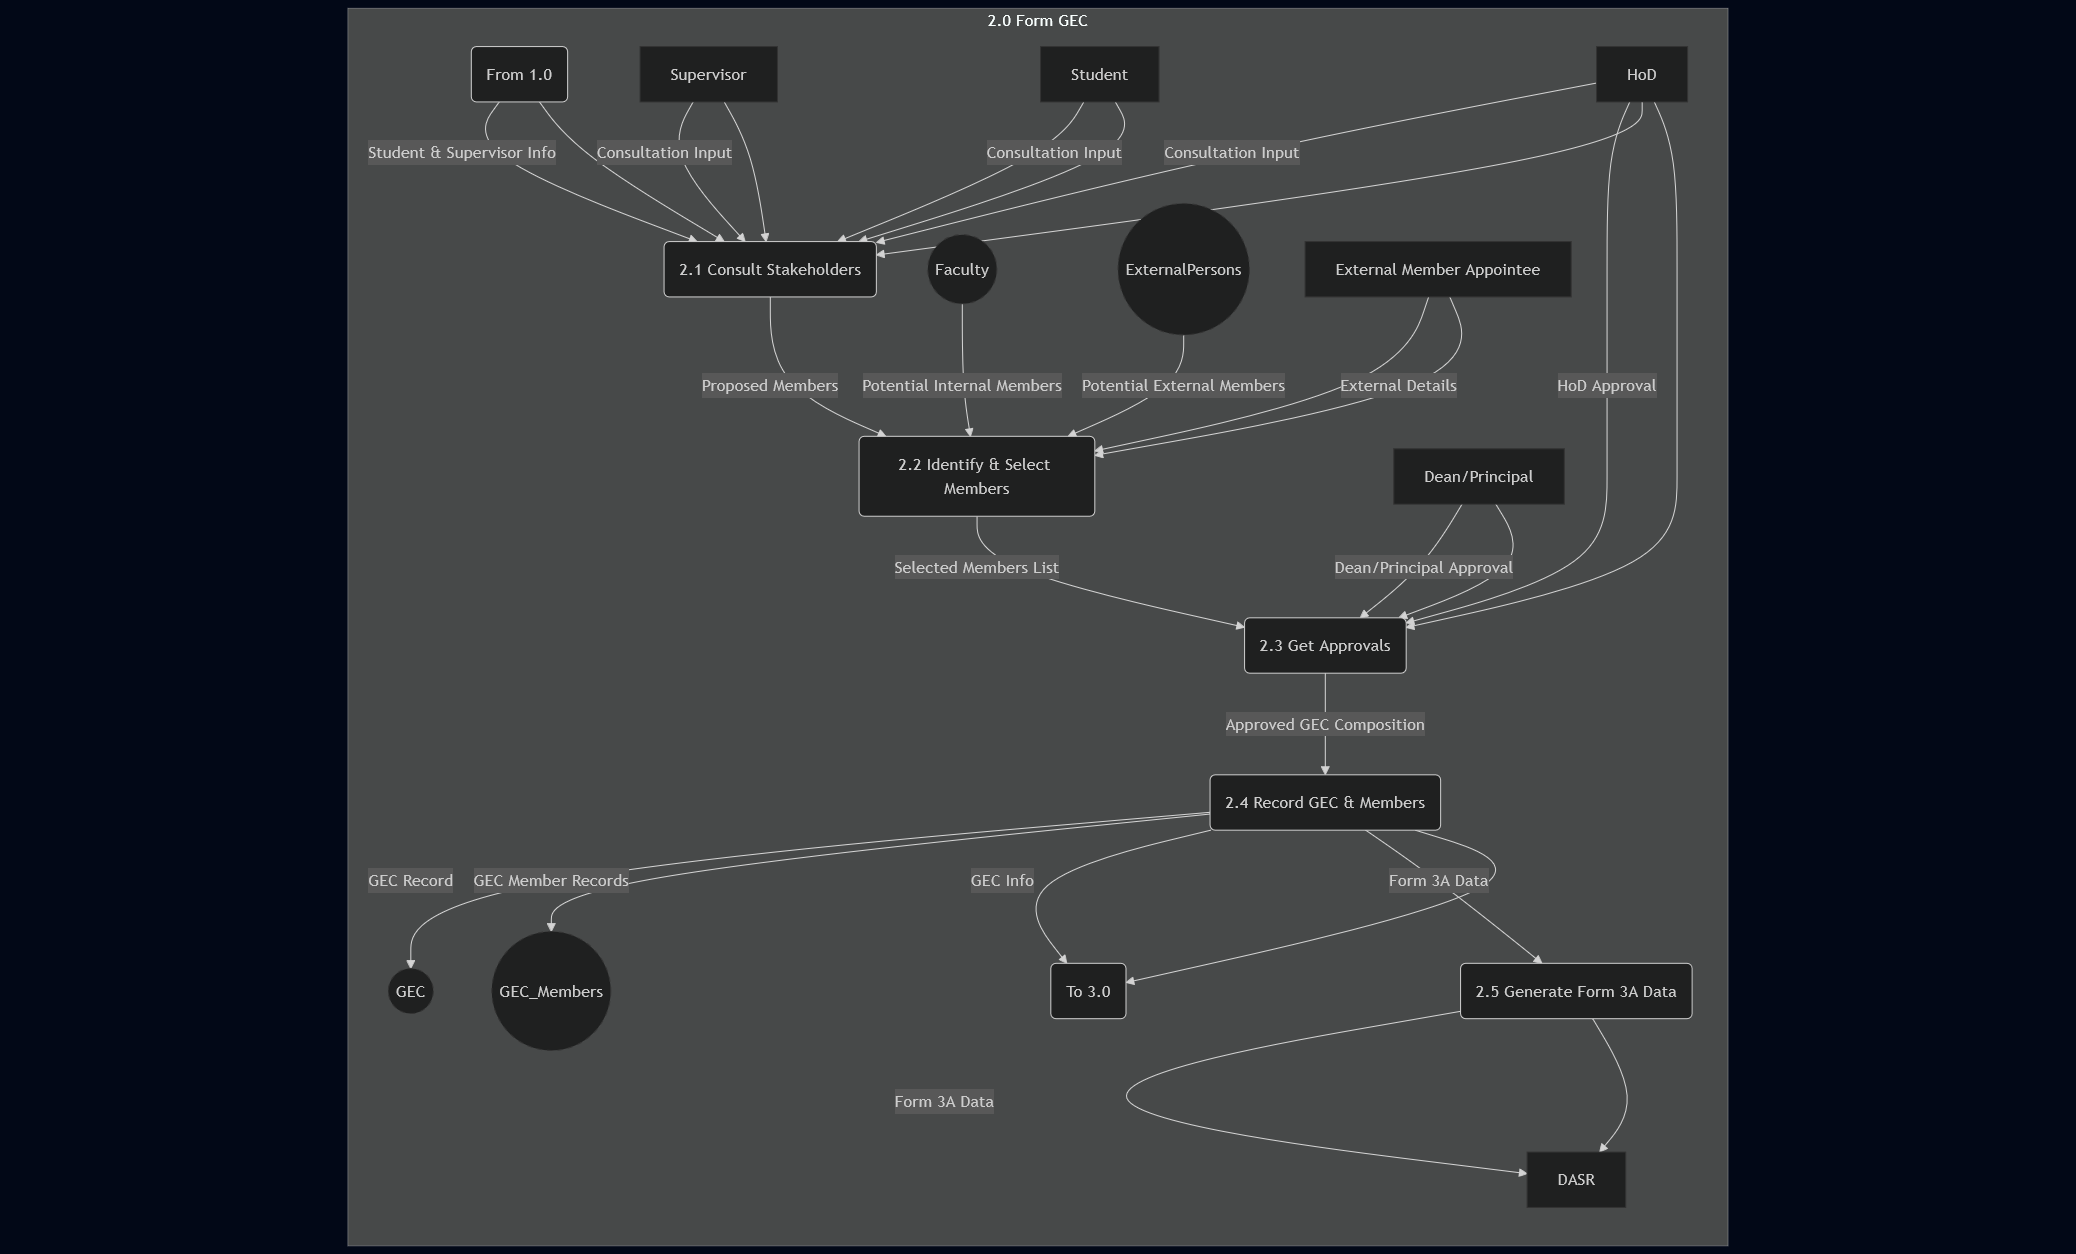 2.0 Form GEC
From 1.0
Supervisor
Student
HoD
Student & Supervisor Info
Consultation Input
Consultation Input
Consultation Input
2.1 Consult Stakeholders
Faculty
ExternalPersons
External Member Appointee
Proposed Members
Potential Internal Members
Potential External Members
External Details
HoD Approval
2.2 Identify & Select
Members
Dean/Principal
Selected Members List
Dean/Principal Approval
2.3 Get Approvals
Approved GEC Composition
2.4 Record GEC & Members
GEC Record
GEC Member Records
GEC Info
Form 3A Data
GEC
GEC_Members
To 3.0
2.5 Generate Form 3A Data
Form 3A Data
DASR